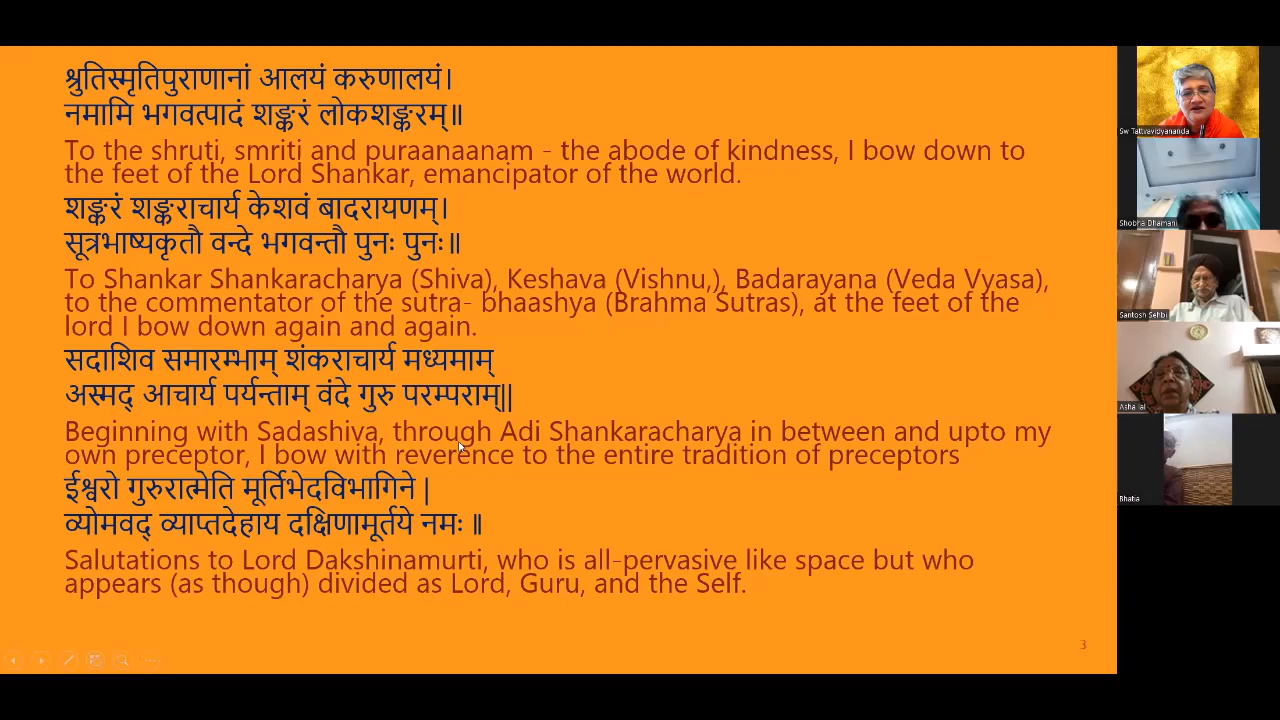 श्रुतिस्मृतिपुराणानां आलयं करुणालयं।
नमामि भगवत्पादं शङ्करं लोकशङ्करम्॥
To the shruti, smriti and puraanaanam - the abode of kindness, I bow down to
the feet of the Lord Shankar, emancipator of the world.
शङ्करं शङ्कराचार्य केशवं बादरायणम्।
सूत्रभाष्यकृतौ वन्दे भगवन्तौ पुनः पुनः॥
To Shankar Shankaracharya (Shiva), Keshava (Vishnu,), Badarayana (Veda Vyasa),
to the commentator of the sutra- bhaashya (Brahma Sutras), at the feet of the
lord I bow down again and again.
सदाशिव समारम्भाम् शंकराचार्य मध्यमाम्
अस्मद् आचार्य पर्यन्ताम् वंदे गुरु परम्पराम्||
Beginning with Sadashiva, through Adi Shankaracharya in between and upto my
own preceptor, I bow with reverence to the entire tradition of preceptors
ईश्वरो गुरुरात्मेति मूर्तिभेदविभागिने |
व्योमवद् व्याप्तदेहाय दक्षिणामूर्तये नमः ॥
Salutations to Lord Dakshinamurti, who is all-pervasive like space but who
appears (as though) divided as Lord, Guru, and the Self.
3
Sw Tattvavidyananda
Shobha Dhamani
Santosh Sehbi
Asha lal
Bhatia